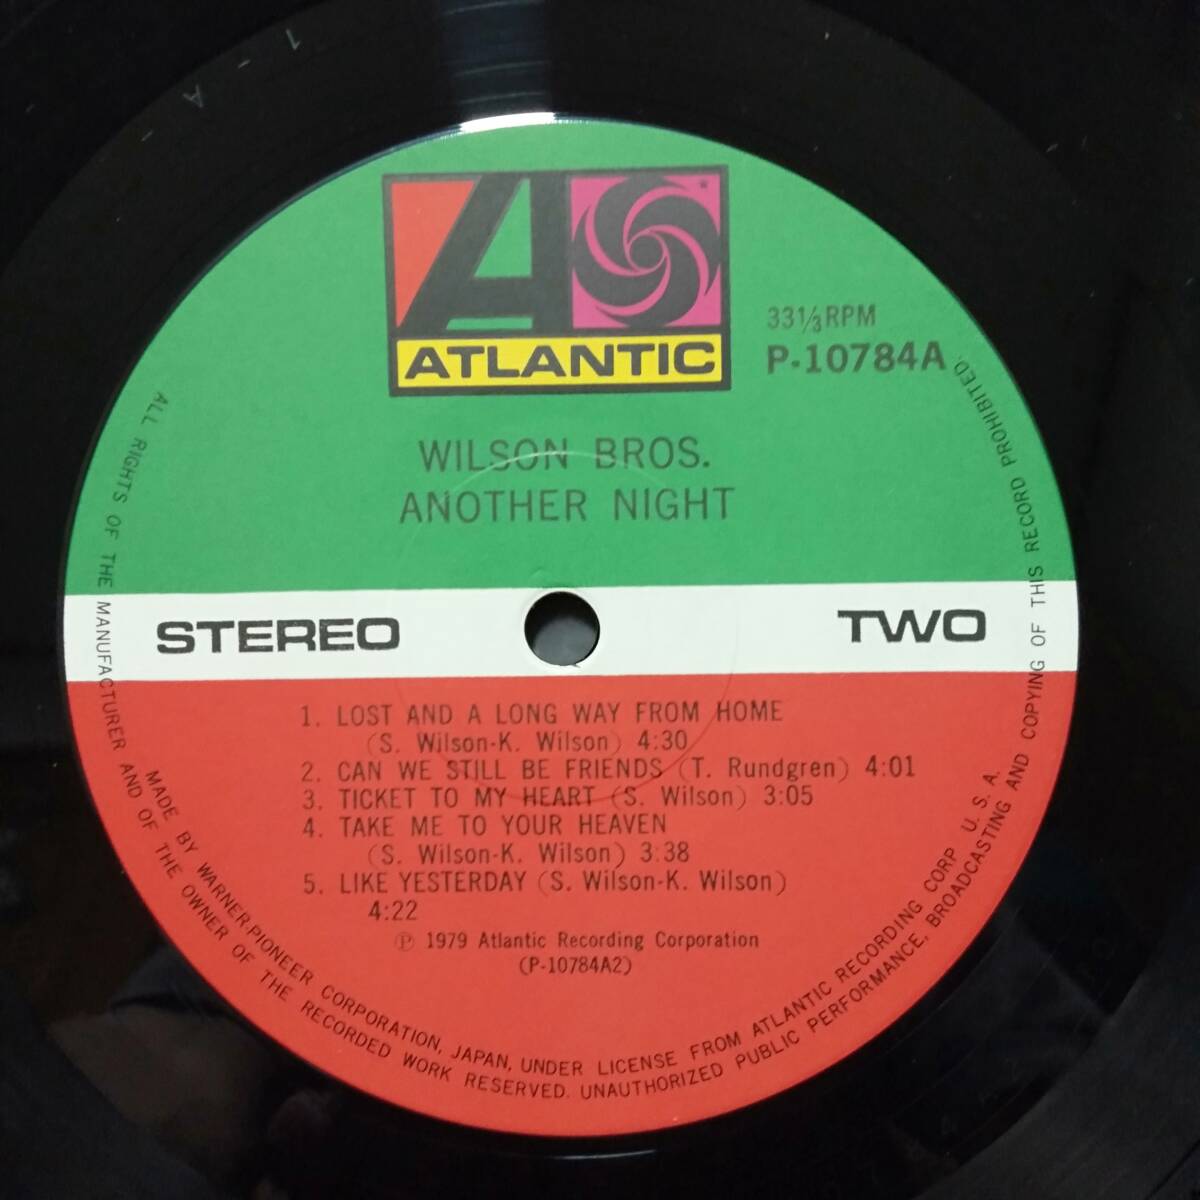 ATLANTIC
33⅓RPM
P-10784A
WILSON BROS.
ANOTHER NIGHT
STEREO
TWO
1. LOST AND A LONG WAY FROM HOME
(S. Wilson-K. Wilson) 4:30
2. CAN WE STILL BE FRIENDS (T. Rundgren) 4:01
3. TICKET TO MY HEART (S. Wilson) 3:05
4. TAKE ME TO YOUR HEAVEN
(S. Wilson-K. Wilson) 3:38
5. LIKE YESTERDAY (S. Wilson-K. Wilson)
4:22
Ⓟ 1979 Atlantic Recording Corporation
(P-10784A2)
MADE BY WARNER-PIONEER CORPORATION, JAPAN, UNDER LICENSE FROM ATLANTIC RECORDING CORP. U. S. A.
ALL RIGHTS OF THE MANUFACTURER AND OF THE OWNER OF THE RECORDED WORK RESERVED. UNAUTHORIZED PUBLIC PERFORMANCE, BROADCASTING AND COPYING OF THIS RECORD PROHIBITED.
1 - A